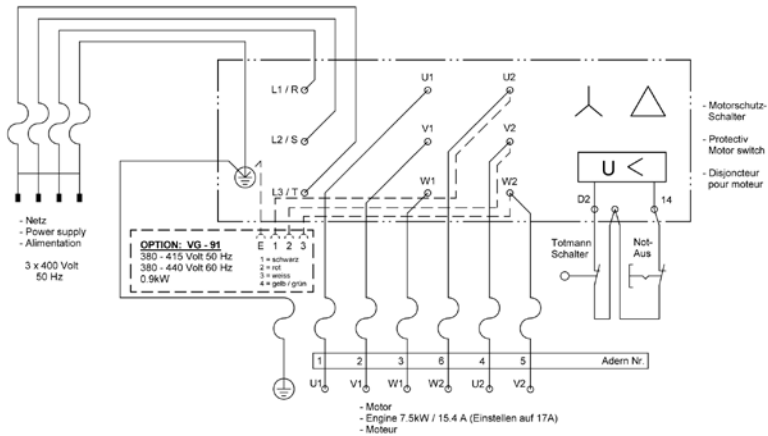 L1 / R
U1
U2
L2 / S
V1
V2
L3 / T
W1
W2
U <
D2
14
- Motorschutz-
Schalter
- Protectiv
Motor switch
- Disjoncteur
pour moteur
- Netz
- Power supply
- Alimentation
3 x 400 Volt
50 Hz
OPTION: VG - 91
380 - 415 Volt 50 Hz
380 - 440 Volt 60 Hz
0.9kW
E 1 2 3
1 = schwarz
2 = rot
3 = weiss
4 = gelb / grün
Totmann
Schalter
Not-
Aus
1 2 3 6 4 5 Adern Nr.
U1 V1 W1 W2 U2 V2
- Motor
- Engine 7.5kW / 15.4 A (Einstellen auf 17A)
- Moteur